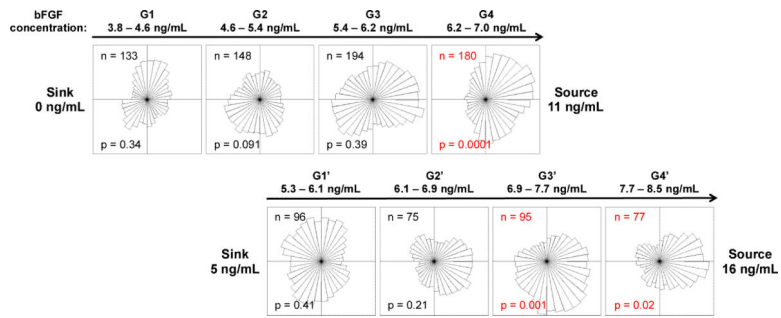 bFGF concentration:
G1 G2 G3 G4
3.8 – 4.6 ng/mL 4.6 – 5.4 ng/mL 5.4 – 6.2 ng/mL 6.2 – 7.0 ng/mL
n = 133 n = 148 n = 194 n = 180
Sink
0 ng/mL
Source
11 ng/mL
p = 0.34 p = 0.091 p = 0.39 p = 0.0001
G1' G2' G3' G4'
5.3 – 6.1 ng/mL 6.1 – 6.9 ng/mL 6.9 – 7.7 ng/mL 7.7 – 8.5 ng/mL
n = 96 n = 75 n = 95 n = 77
Sink
5 ng/mL
Source
16 ng/mL
p = 0.41 p = 0.21 p = 0.001 p = 0.02